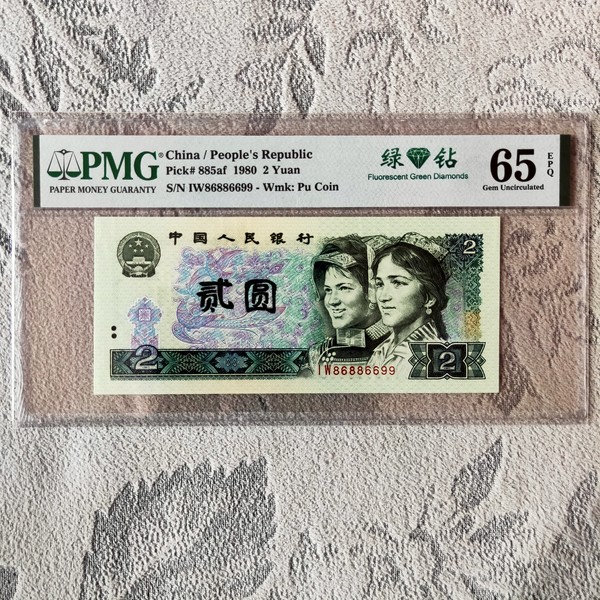 PMG® China / People's Republic
Pick# 885af 1980 2 Yuan
PAPER MONEY GUARANTY S/N IW86886699 - Wmk: Pu Coin
绿 钻
Fluorescent Green Diamonds
65 EPQ
Gem Uncirculated
中国人民银行
2
贰圆
2
IW86886699
2